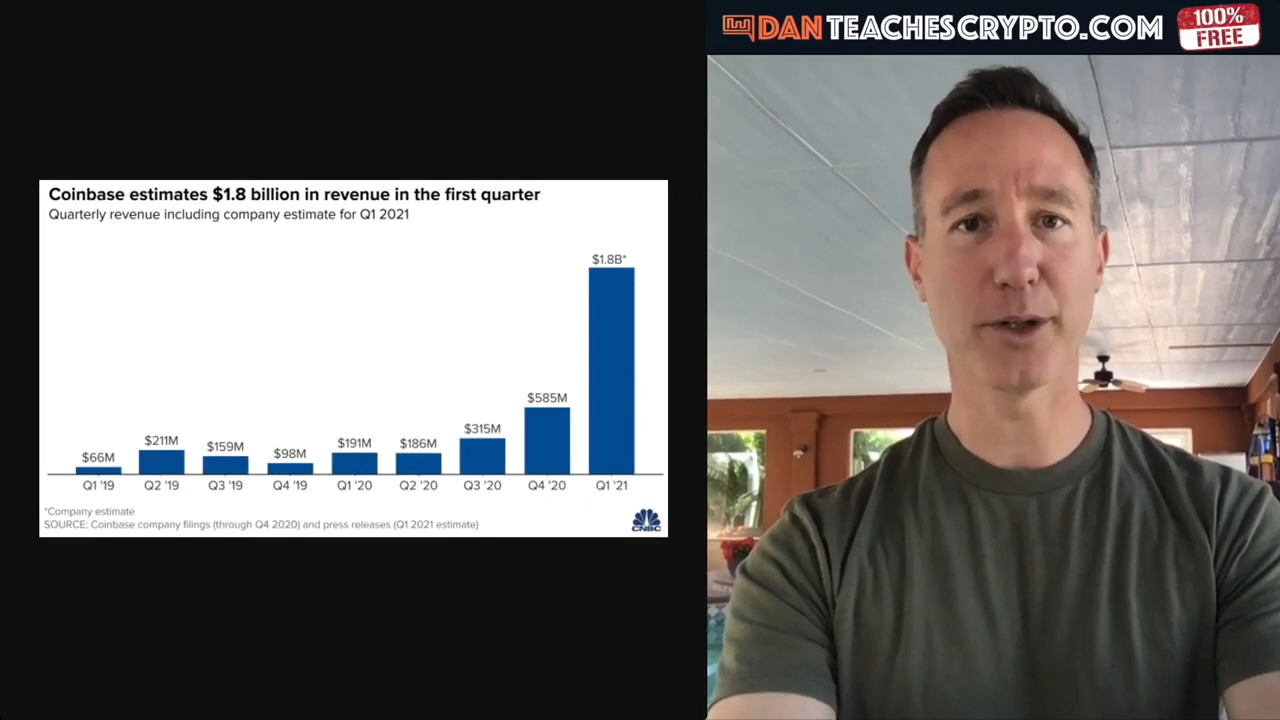 DANTEACHESCRYPTO.COM
100%
FREE
Coinbase estimates $1.8 billion in revenue in the first quarter
Quarterly revenue including company estimate for Q1 2021
$66M
$211M
$159M
$98M
$191M
$186M
$315M
$585M
$1.8B*
Q1 '19
Q2 '19
Q3 '19
Q4 '19
Q1 '20
Q2 '20
Q3 '20
Q4 '20
Q1 '21
*Company estimate
SOURCE: Coinbase company filings (through Q4 2020) and press releases (Q1 2021 estimate)
CNBC